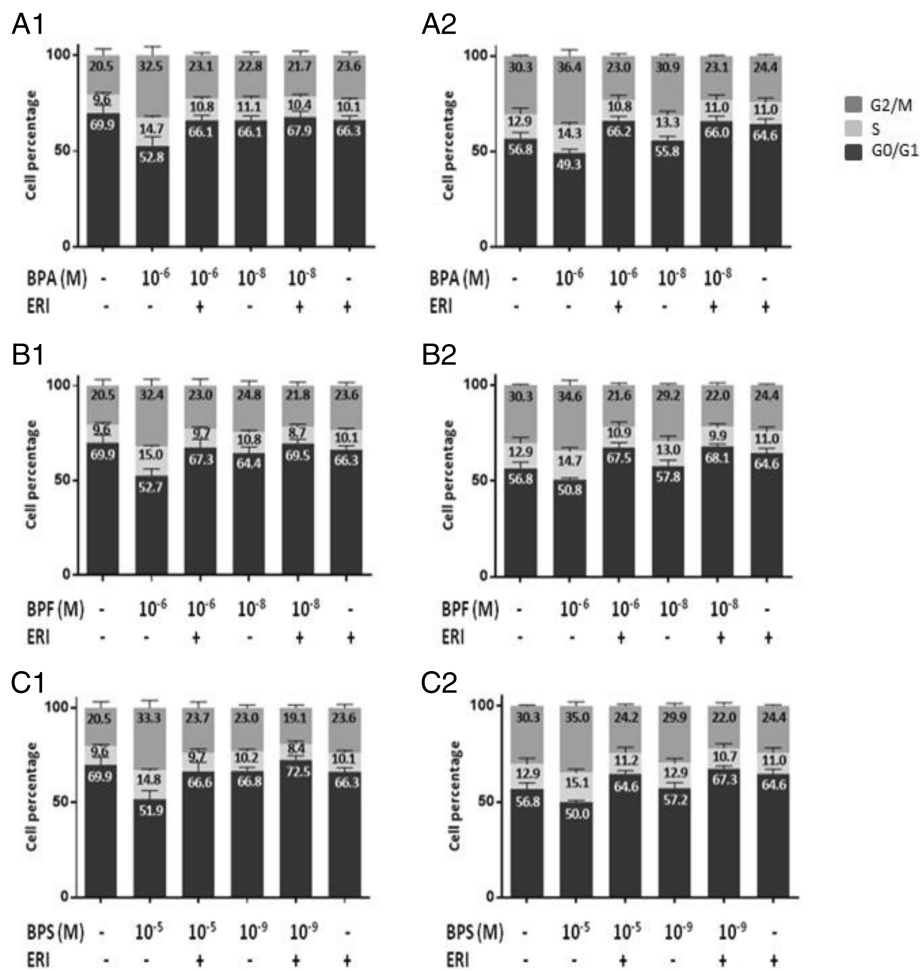 A1
100
50
0
Cell percentage
20.5 32.5 23.1 22.8 21.7 23.6
9.6 14.7 10.8 11.1 10.4 10.1
69.9 52.8 66.1 66.1 67.9 66.3
BPA (M) - 10⁻⁶ 10⁻⁶ 10⁻⁸ 10⁻⁸ -
ERI - - + - + +
A2
100
50
0
Cell percentage
30.3 36.4 23.0 30.9 23.1 24.4
12.9 14.3 10.8 13.3 11.0 11.0
56.8 49.3 66.2 55.8 66.0 64.6
BPA (M) - 10⁻⁶ 10⁻⁶ 10⁻⁸ 10⁻⁸ -
ERI - - + - + +
G2/M
S
G0/G1
B1
100
50
0
Cell percentage
20.5 32.4 23.0 24.8 21.8 23.6
9.6 15.0 9.7 10.8 8.7 10.1
69.9 52.7 67.3 64.4 69.5 66.3
BPF (M) - 10⁻⁶ 10⁻⁶ 10⁻⁸ 10⁻⁸ -
ERI - - + - + +
B2
100
50
0
Cell percentage
30.3 34.6 21.6 29.2 22.0 24.4
12.9 14.7 10.9 13.0 9.9 11.0
56.8 50.8 67.5 57.8 68.1 64.6
BPF (M) - 10⁻⁶ 10⁻⁶ 10⁻⁸ 10⁻⁸ -
ERI - - + - + +
C1
100
50
0
Cell percentage
20.5 33.3 23.7 23.0 19.1 23.6
9.6 14.8 9.7 10.2 8.4 10.1
69.9 51.9 66.6 66.8 72.5 66.3
BPS (M) - 10⁻⁵ 10⁻⁵ 10⁻⁹ 10⁻⁹ -
ERI - - + - + +
C2
100
50
0
Cell percentage
30.3 35.0 24.2 29.9 22.0 24.4
12.9 15.1 11.2 12.9 10.7 11.0
56.8 50.0 64.6 57.2 67.3 64.6
BPS (M) - 10⁻⁵ 10⁻⁵ 10⁻⁹ 10⁻⁹ -
ERI - - + - + +